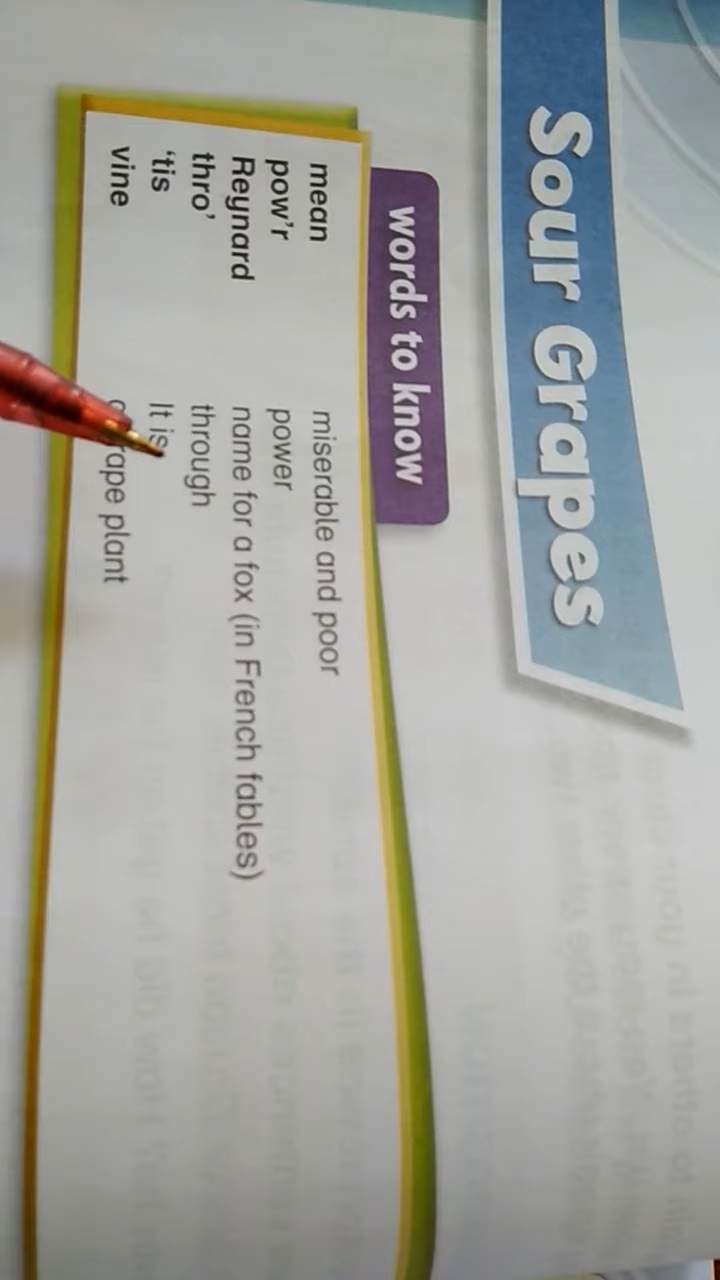 Sour Grapes
words to know
mean miserable and poor
pow'r power
Reynard name for a fox (in French fables)
thro' through
'tis It is
vine plant